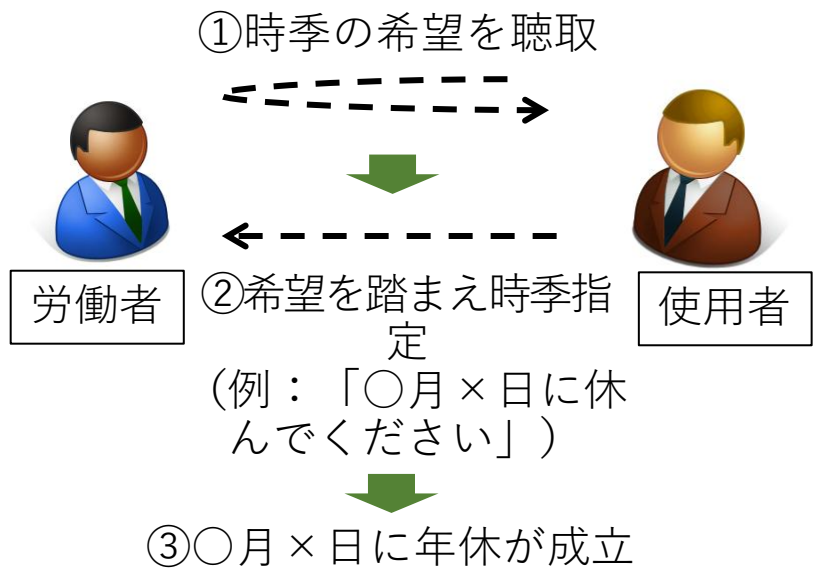 ①時季の希望を聴取
労働者
使用者
②希望を踏まえ時季指
定
(例：「○月×日に休
んでください」)
③○月×日に年休が成立